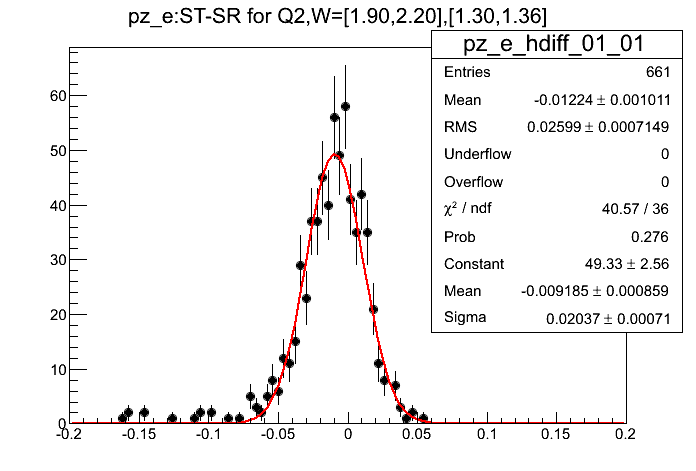 pz_e:ST-SR for Q2,W=[1.90,2.20],[1.30,1.36]
pz_e_hdiff_01_01
Entries 661
Mean -0.01224 ± 0.001011
RMS 0.02599 ± 0.0007149
Underflow 0
Overflow 0
χ² / ndf 40.57 / 36
Prob 0.276
Constant 49.33 ± 2.56
Mean -0.009185 ± 0.000859
Sigma 0.02037 ± 0.00071
60
50
40
30
20
10
0
-0.2 -0.15 -0.1 -0.05 0 0.05 0.1 0.15 0.2